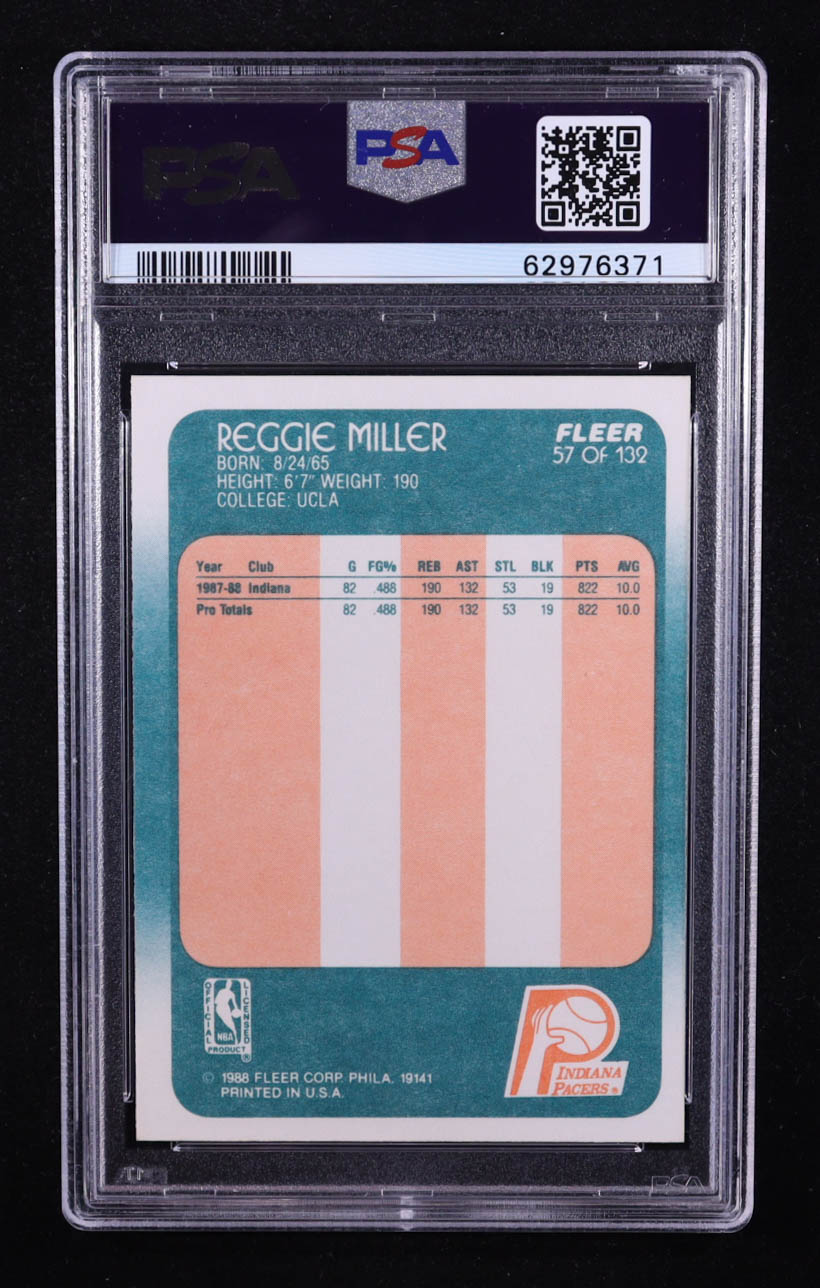 PSA
PSA
62976371
REGGIE MILLER
BORN: 8/24/65
HEIGHT: 6'7" WEIGHT: 190
COLLEGE: UCLA
FLEER
57 OF 132
Year Club G FG% REB AST STL BLK PTS AVG
1987-88 Indiana 82 .488 190 132 53 19 822 10.0
Pro Totals 82 .488 190 132 53 19 822 10.0
OFFICIAL
LICENSED
NBA
PRODUCT ®
INDIANA
PACERS ®
© 1988 FLEER CORP. PHILA. 19141
PRINTED IN U.S.A.
PSA